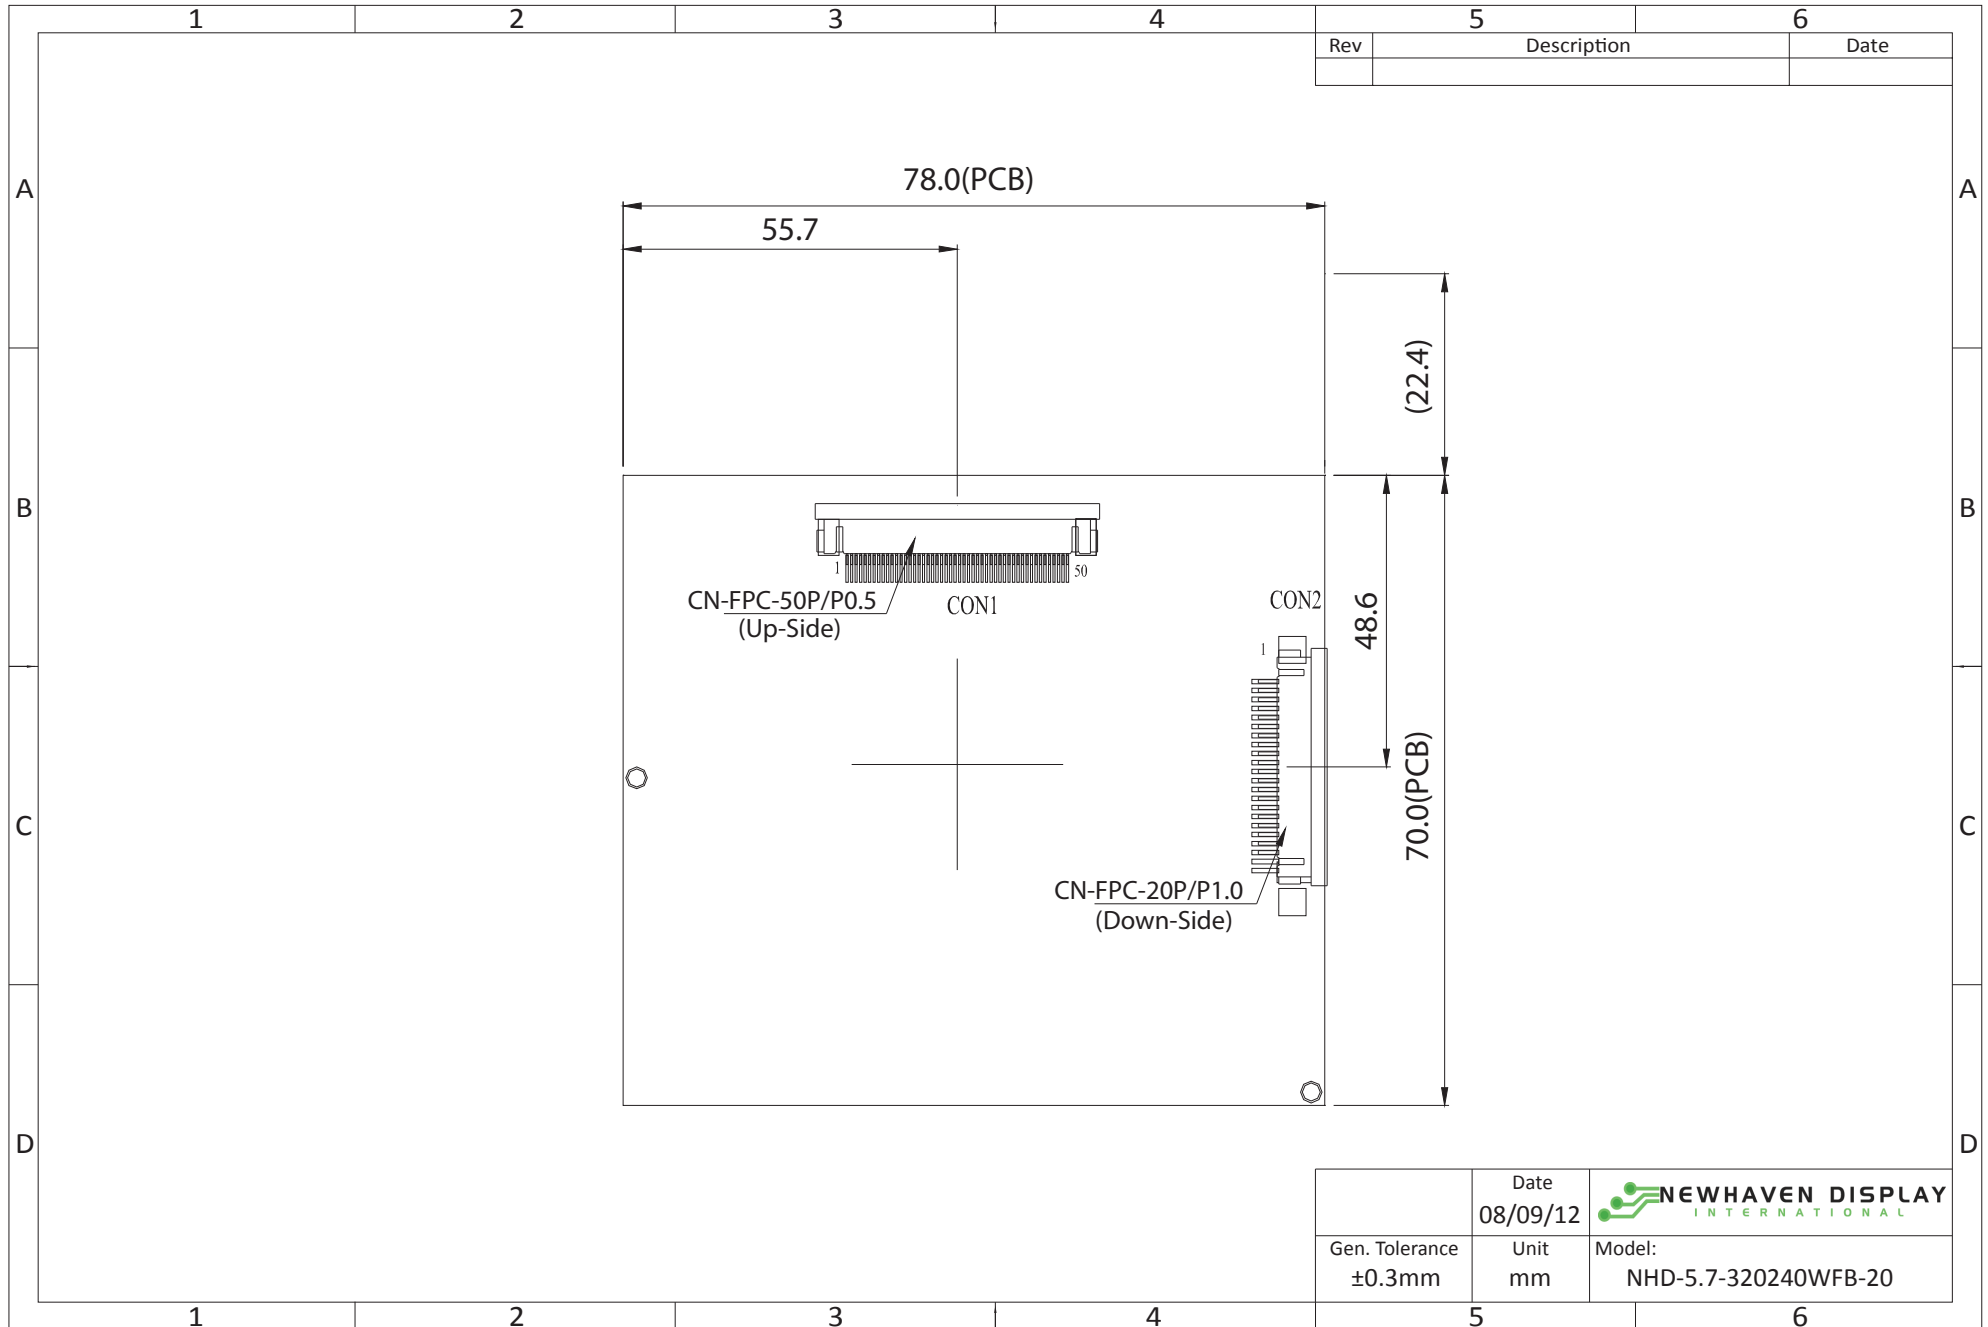 1 2 3 4 5 6
Rev Description Date
A A
78.0(PCB)
55.7
(22.4)
B B
1 50
CN-FPC-50P/P0.5
(Up-Side)
CON1
CON2
48.6
1
70.0(PCB)
C C
CN-FPC-20P/P1.0
(Down-Side)
D D
Date
08/09/12
NEWHAVEN DISPLAY
INTERNATIONAL
Gen. Tolerance
±0.3mm
Unit
mm
Model:
NHD-5.7-320240WFB-20
1 2 3 4 5 6